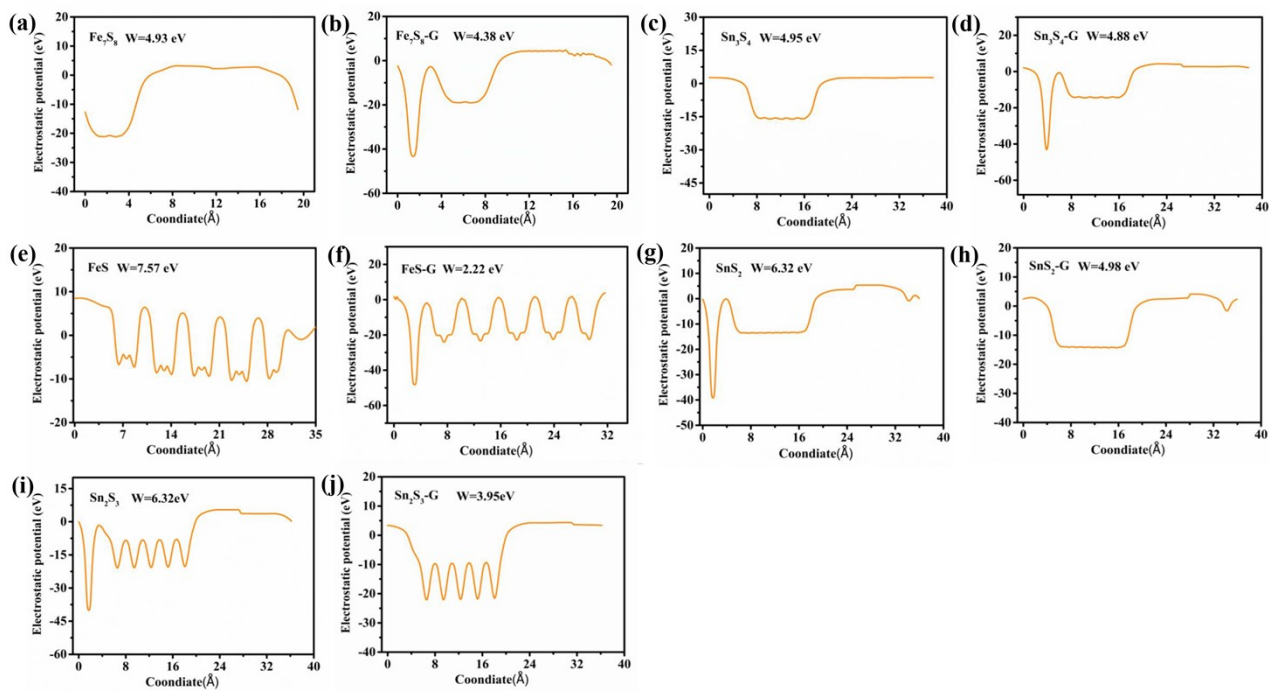 (a)
Fe₇S₈ W=4.93 eV
Electrostatic potential (eV)
20
10
0
-10
-20
-30
-40
0 4 8 12 16 20
Coondiate(Å)
(b)
Fe₇S₈-G W=4.38 eV
Electrostatic potential (eV)
20
0
-20
-40
-60
0 4 8 12 16 20
Coondiate(Å)
(c)
Sn₃S₄ W=4.95 eV
Electrostatic potential (eV)
30
15
0
-15
-30
-45
0 8 16 24 32 40
Coondiate(Å)
(d)
Sn₃S₄-G W=4.88 eV
Electrostatic potential (eV)
20
0
-20
-40
-60
0 8 16 24 32 40
Coondiate(Å)
(e)
FeS W=7.57 eV
Electrostatic potential (eV)
20
10
0
-10
-20
0 7 14 21 28 35
Coondiate(Å)
(f)
FeS-G W=2.22 eV
Electrostatic potential (eV)
40
20
0
-20
-40
-60
0 8 16 24 32
Coondiate(Å)
(g)
SnS₂ W=6.32 eV
Electrostatic potential (eV)
20
10
0
-10
-20
-30
-40
-50
0 8 16 24 32 40
Coondiate(Å)
(h)
SnS₂-G W=4.98 eV
Electrostatic potential (eV)
20
10
0
-10
-20
-30
-40
0 8 16 24 32 40
Coondiate(Å)
(i)
Sn₂S₃ W=6.32eV
Electrostatic potential (eV)
15
0
-15
-30
-45
-60
0 8 16 24 32 40
Coondiate(Å)
(j)
Sn₂S₃-G W=3.95eV
Electrostatic potential (eV)
20
10
0
-10
-20
-30
-40
0 8 16 24 32 40
Coondiate(Å)